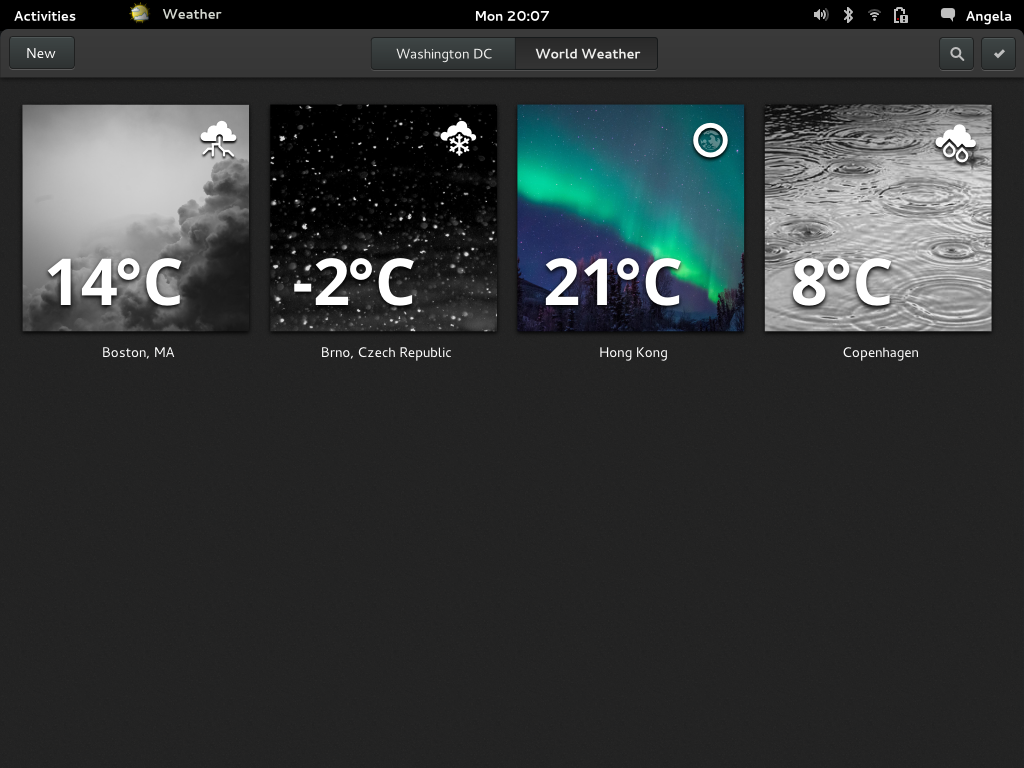 Activities Weather Mon 20:07 Angela
New Washington DC World Weather
14°C -2°C 21°C 8°C
Boston, MA Brno, Czech Republic Hong Kong Copenhagen